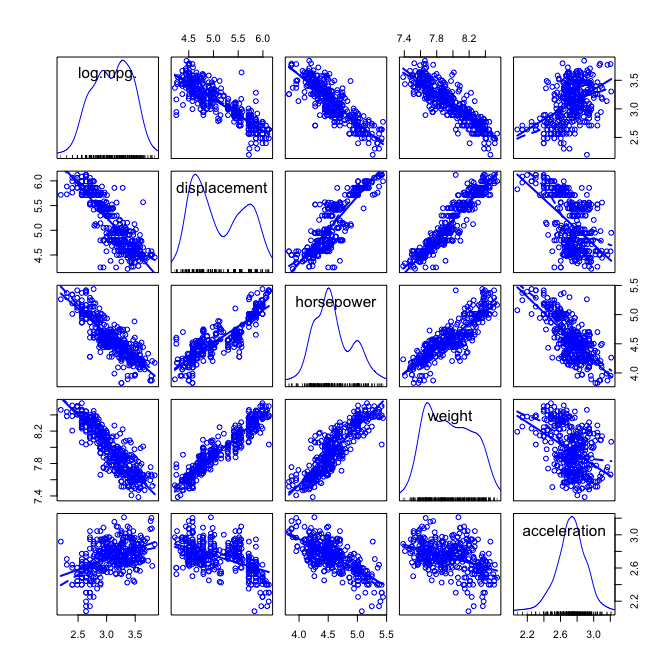 4.5 5.0 5.5 6.0
7.4 7.8 8.2
log.mpg.
2.5 3.0 3.5
displacement
4.5 5.0 5.5 6.0
horsepower
4.0 4.5 5.0 5.5
weight
7.4 7.8 8.2
acceleration
2.2 2.6 3.0
2.5 3.0 3.5
4.0 4.5 5.0 5.5
2.2 2.6 3.0